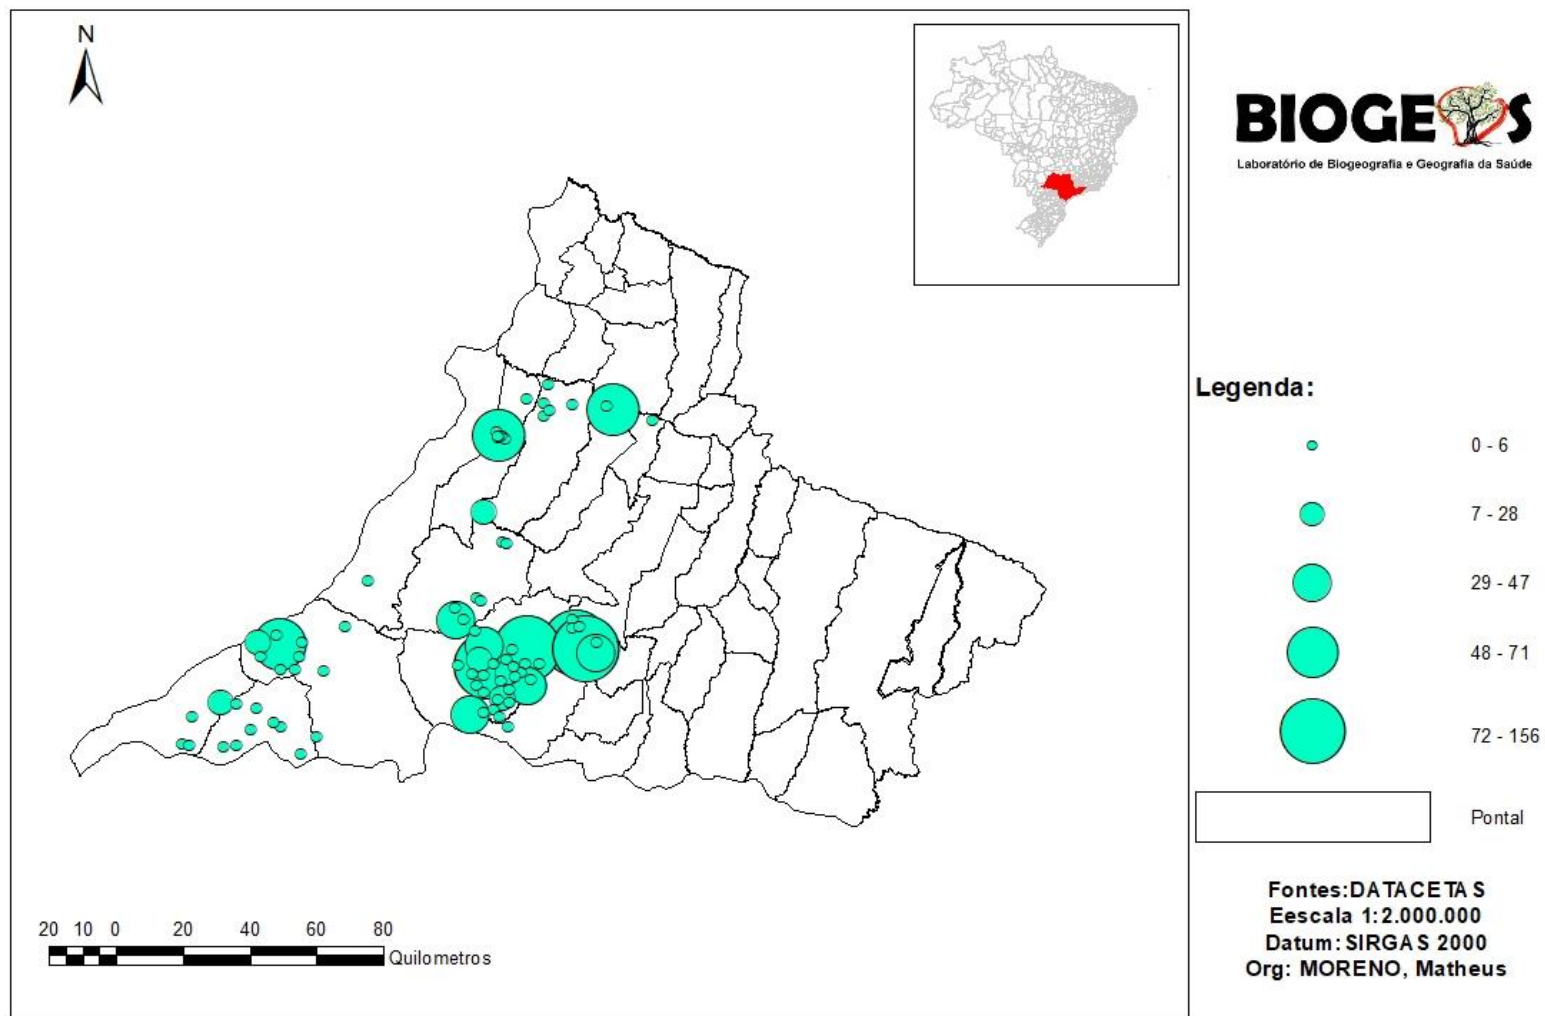 N
BIOGEOS
Laboratório de Biogeografia e Geografia da Saúde
Legenda:
0 - 6
7 - 28
29 - 47
48 - 71
72 - 156
Pontal
Fontes:DATACETAS
Eescala 1:2.000.000
Datum: SIRGAS 2000
Org: MORENO, Matheus
20 10 0 20 40 60 80
Quilometros